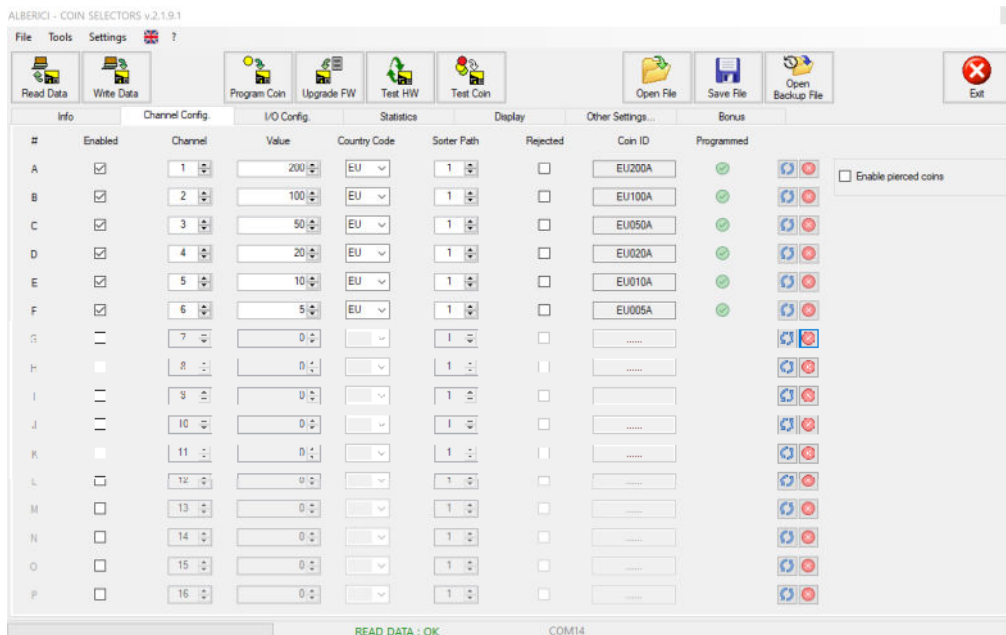 ALBERICI - COIN SELECTORS v.2.1.9.1
File Tools Settings ?
Read Data Write Data Program Coin Upgrade FW Test HW Test Coin Open File Save File Open Backup File Exit
Info Channel Config. I/O Config. Statistics Display Other Settings... Bonus
# Enabled Channel Value Country Code Sorter Path Rejected Coin ID Programmed
A 1 200 EU 1 EU200A Enable pierced coins
B 2 100 EU 1 EU100A
C 3 50 EU 1 EU050A
D 4 20 EU 1 EU020A
E 5 10 EU 1 EU010A
F 6 5 EU 1 EU005A
G 7 0 1 ......
H 8 0 1 ......
I 9 0 1 ......
J 10 0 1 ......
K 11 0 1 ......
L 12 0 1 ......
M 13 0 1 ......
N 14 0 1 ......
O 15 0 1 ......
P 16 0 1 ......
READ DATA : OK COM14